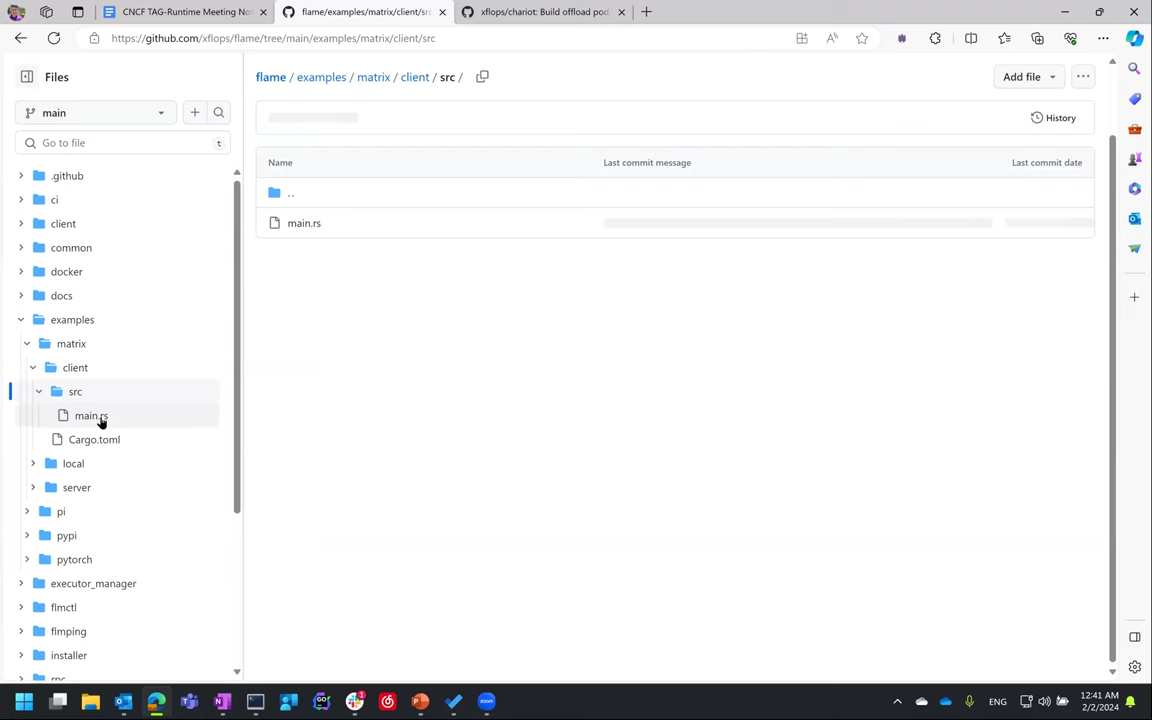 CNCF TAG-Runtime Meeting No
flame/examples/matrix/client/src
xflops/chariot: Build offload pod
https://github.com/xflops/flame/tree/main/examples/matrix/client/src
Files
flame / examples / matrix / client / src /
Add file
main
Go to file
t
History
Name
Last commit message
Last commit date
..
main.rs
.github
ci
client
common
docker
docs
examples
matrix
client
src
main.rs
Cargo.toml
local
server
pi
pypi
pytorch
executor_manager
flmctl
flmping
installer
rpc
1
ENG
12:41 AM
2/2/2024